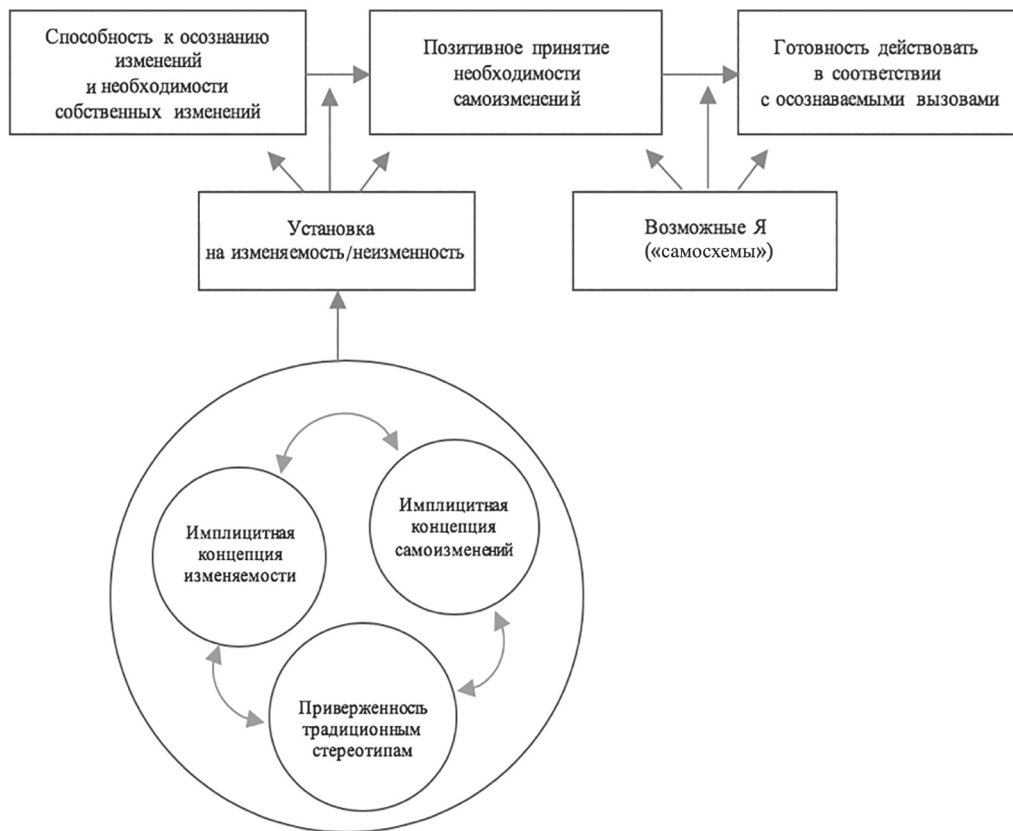 Способность к осознанию
изменений
и необходимости
собственных изменений
Позитивное принятие
необходимости
самоизменений
Готовность действовать
в соответствии
с осознаваемыми вызовами
Установка
на изменяемость/неизменность
Возможные Я
(«самосхемы»)
Имплицитная
концепция
изменяемости
Имплицитная
концепция
самоизменений
Приверженность
традиционным
стереотипам